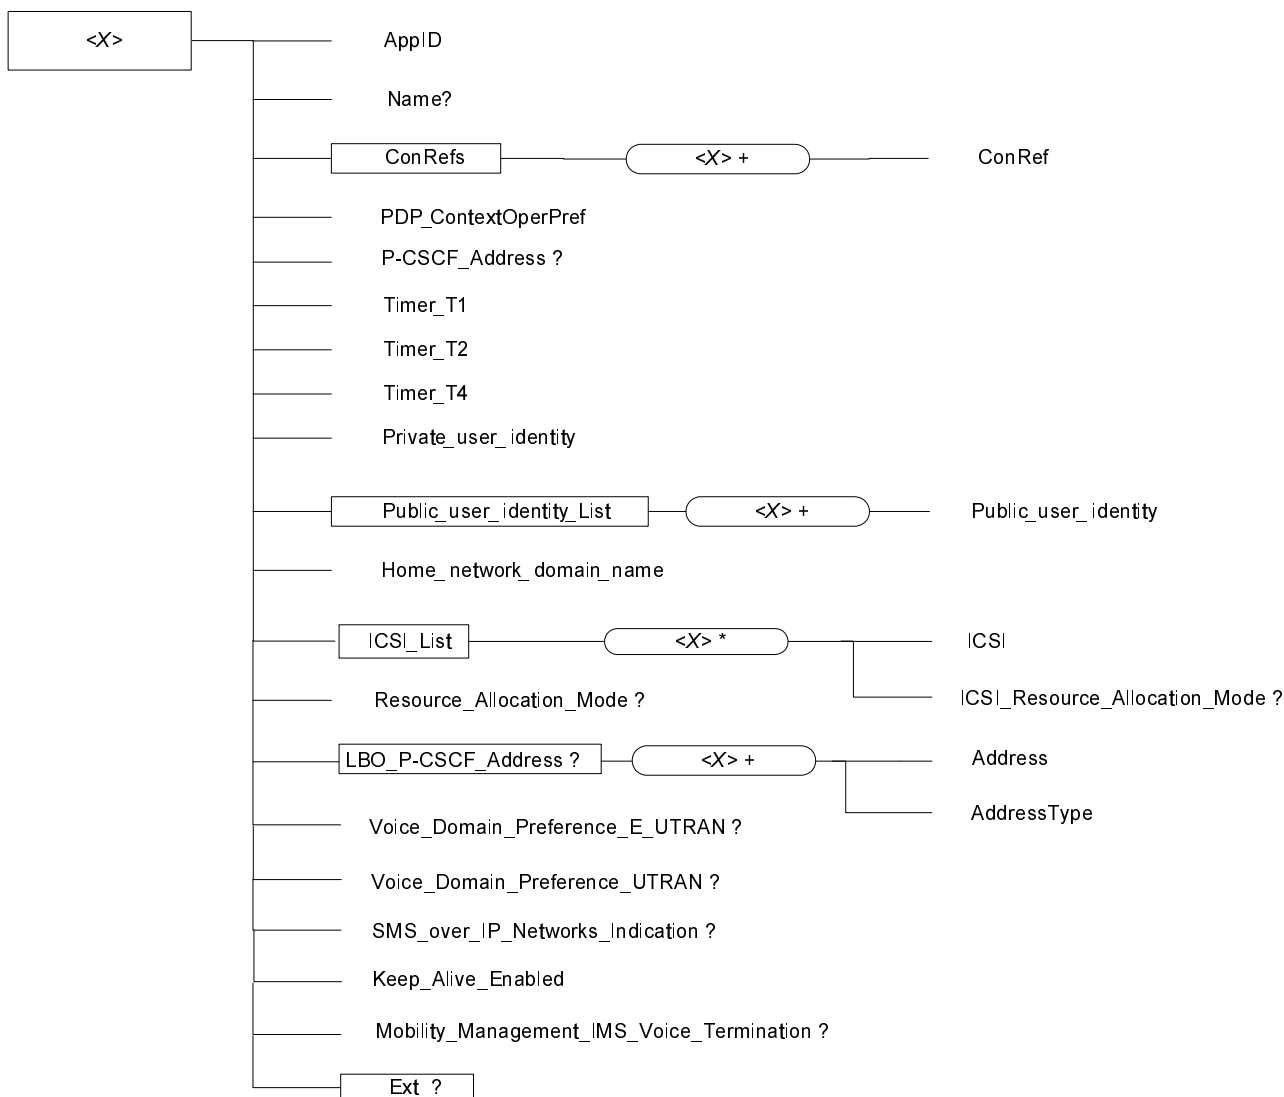 <X>
AppID
Name?
ConRefs <X> + ConRef
PDP_ContextOperPref
P-CSCF_Address ?
Timer_T1
Timer_T2
Timer_T4
Private_user_identity
Public_user_identity_List <X> + Public_user_identity
Home_network_domain_name
ICSI_List <X> * ICSI
Resource_Allocation_Mode ? ICSI_Resource_Allocation_Mode ?
LBO_P-CSCF_Address ? <X> + Address
AddressType
Voice_Domain_Preference_E_UTRAN ?
Voice_Domain_Preference_UTRAN ?
SMS_over_IP_Networks_Indication ?
Keep_Alive_Enabled
Mobility_Management_IMS_Voice_Termination ?
Ext ?